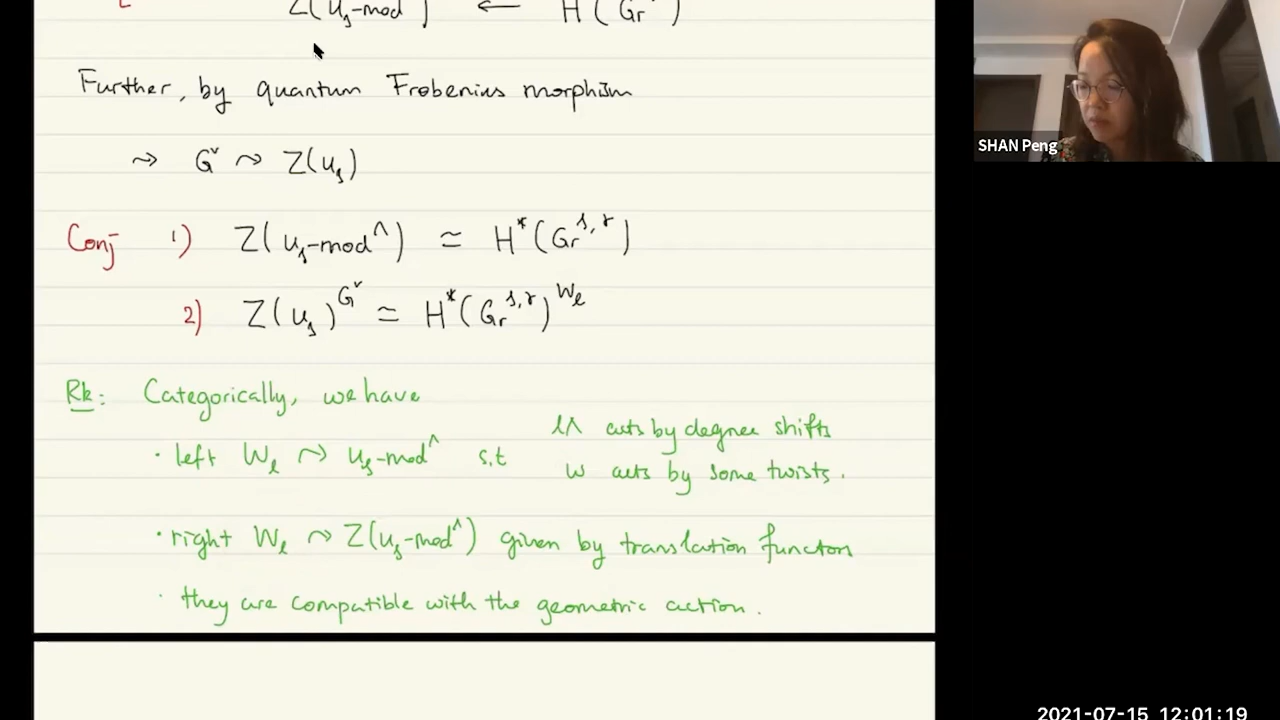 Z(u_ζ-mod ) ← H(Gr )
Further, by quantum Frobenius morphism
⇝ G^∨ ↷ Z(u_ζ)
Conj 1) Z(u_ζ-mod^Λ) ≃ H^*(Gr^{ζ,γ})
2) Z(u_ζ)^{G^∨} ≃ H^*(Gr^{ζ,γ})^{W_ℓ}
Rk: Categorically, we have
· left W_ℓ ↷ u_ζ-mod^Λ s,t
ℓΛ acts by degree shifts
w acts by some twists.
· right W_ℓ ↷ Z(u_ζ-mod^Λ) given by translation functors
· they are compatible with the geometric action.
SHAN Peng
2021-07-15 12:01:19